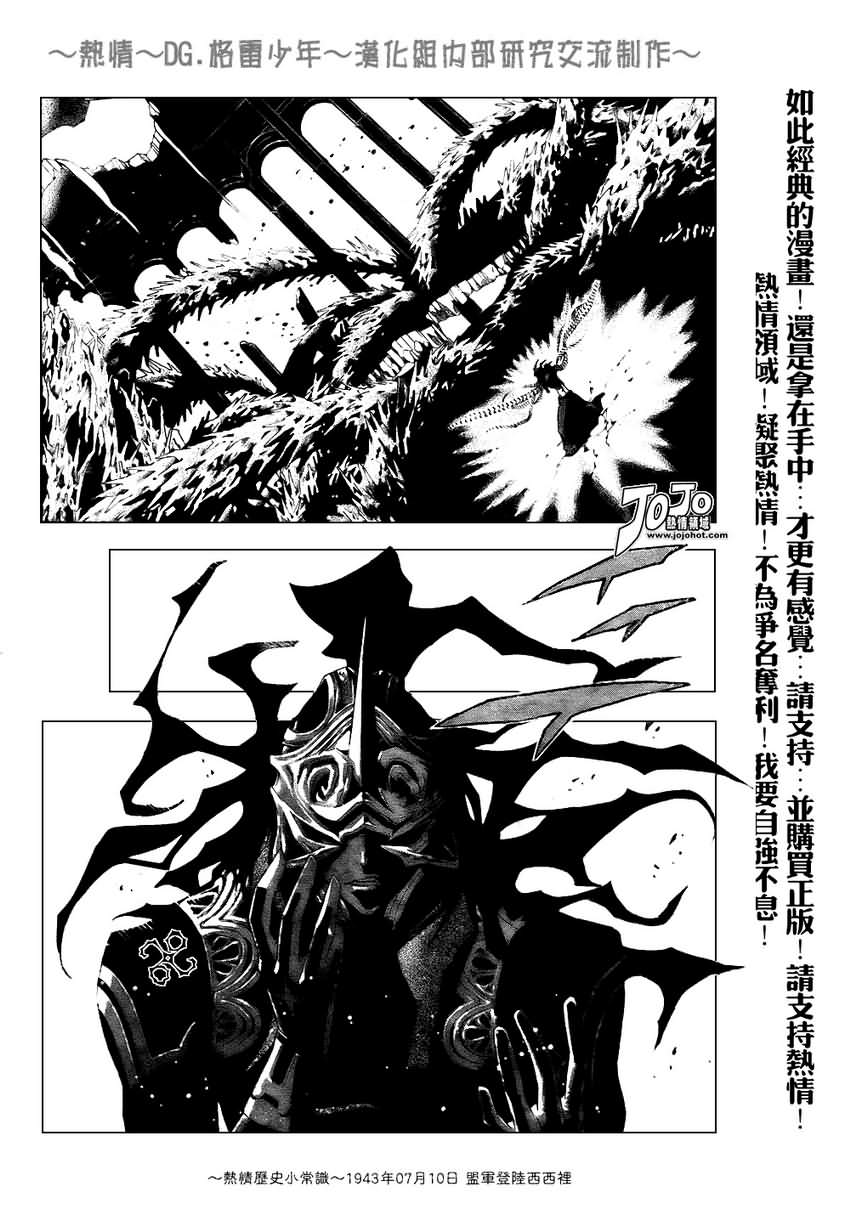 ～熱情～DG.格雷少年～漢化組內部研究交流制作～
如此經典的漫畫！還是拿在手中…才更有感覺…請支持…並購買正版！請支持熱情！
熱情領域！凝聚熱情！不為爭名奪利！我要自強不息！
JoJo
熱情領域
www.jojohot.com
～熱情歷史小常識～1943年07月10日 盟軍登陸西西裡